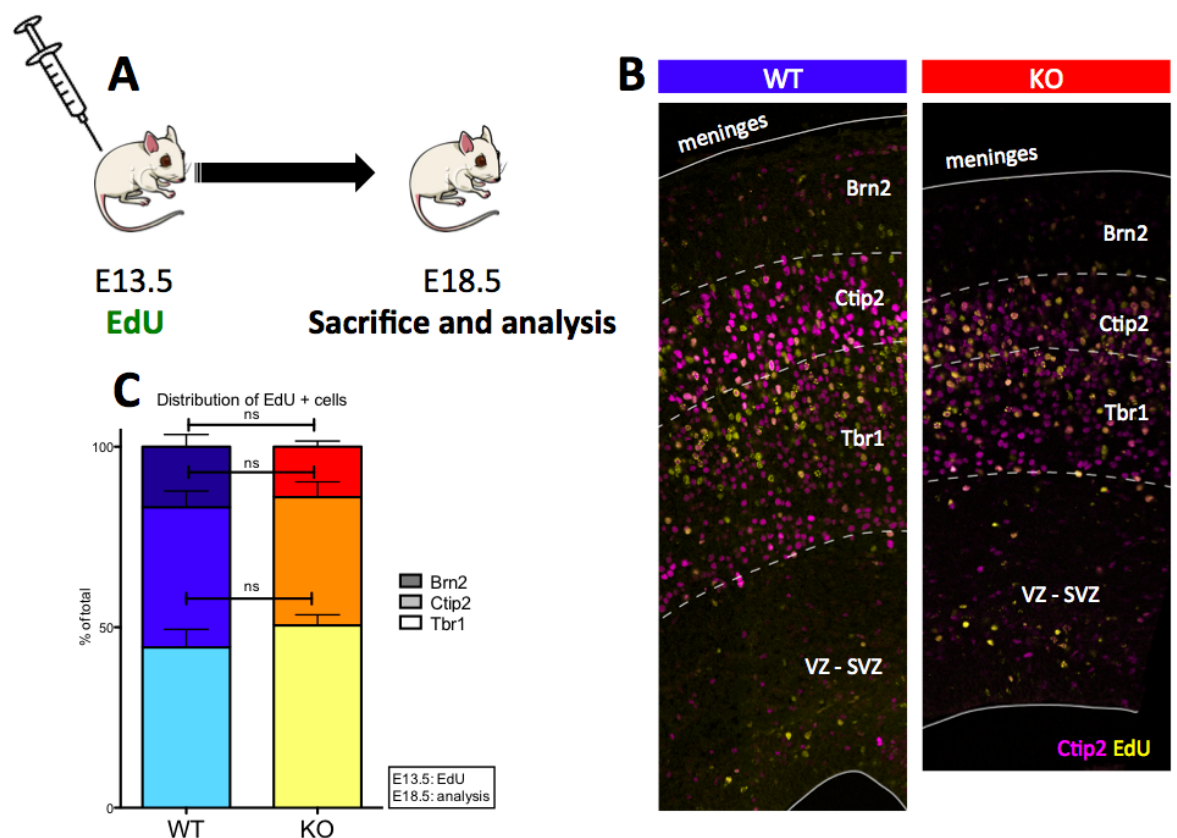 A
E13.5
EdU
E18.5
Sacrifice and analysis
B
WT
KO
meninges
Brn2
Ctip2
Tbr1
VZ - SVZ
meninges
Brn2
Ctip2
Tbr1
VZ - SVZ
Ctip2 EdU
C
Distribution of EdU + cells
ns
ns
ns
100
50
0
% of total
Brn2
Ctip2
Tbr1
E13.5: EdU
E18.5: analysis
WT
KO